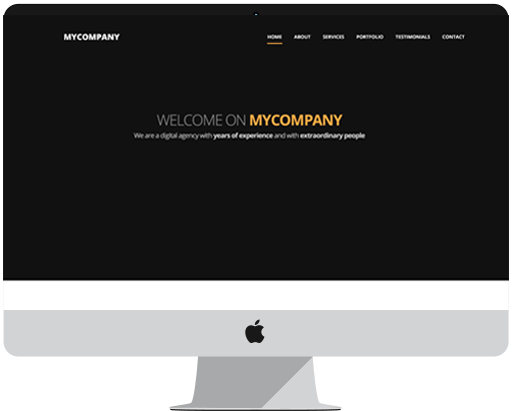 MYCOMPANY
HOME ABOUT SERVICES PORTFOLIO TESTIMONIALS CONTACT
WELCOME ON MYCOMPANY
We are a digital agency with years of experience and with extraordinary people